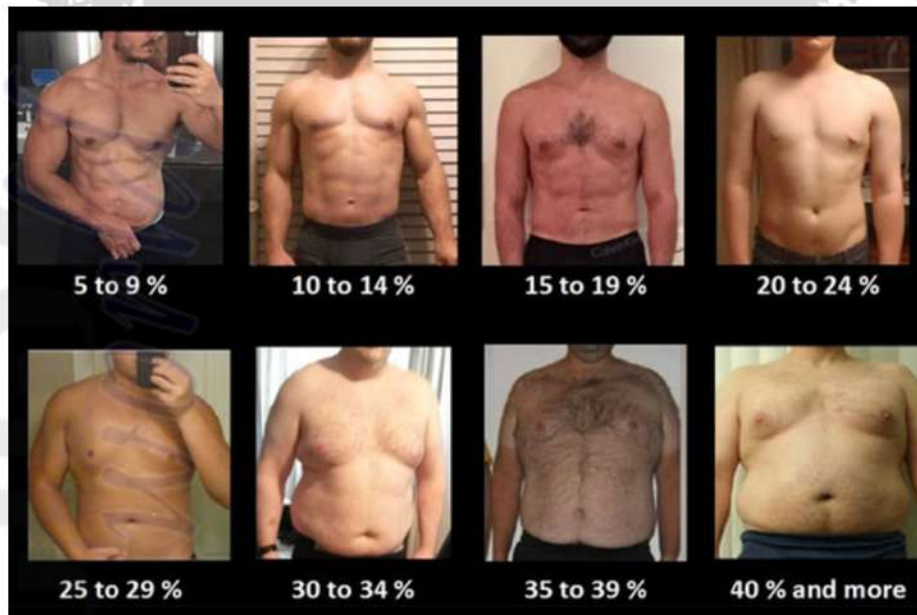 5 to 9 %
10 to 14 %
15 to 19 %
20 to 24 %
25 to 29 %
30 to 34 %
35 to 39 %
40 % and more